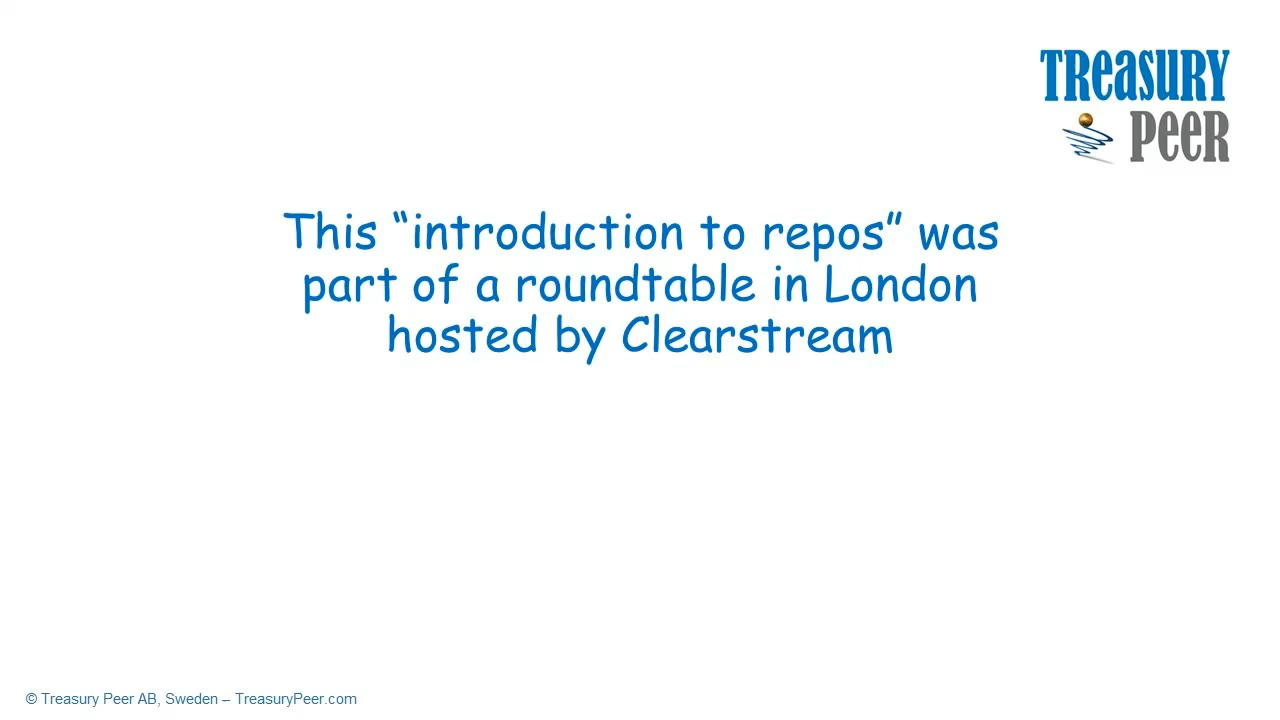 TREASURY
PEER
This “introduction to repos” was
part of a roundtable in London
hosted by Clearstream
© Treasury Peer AB, Sweden – TreasuryPeer.com